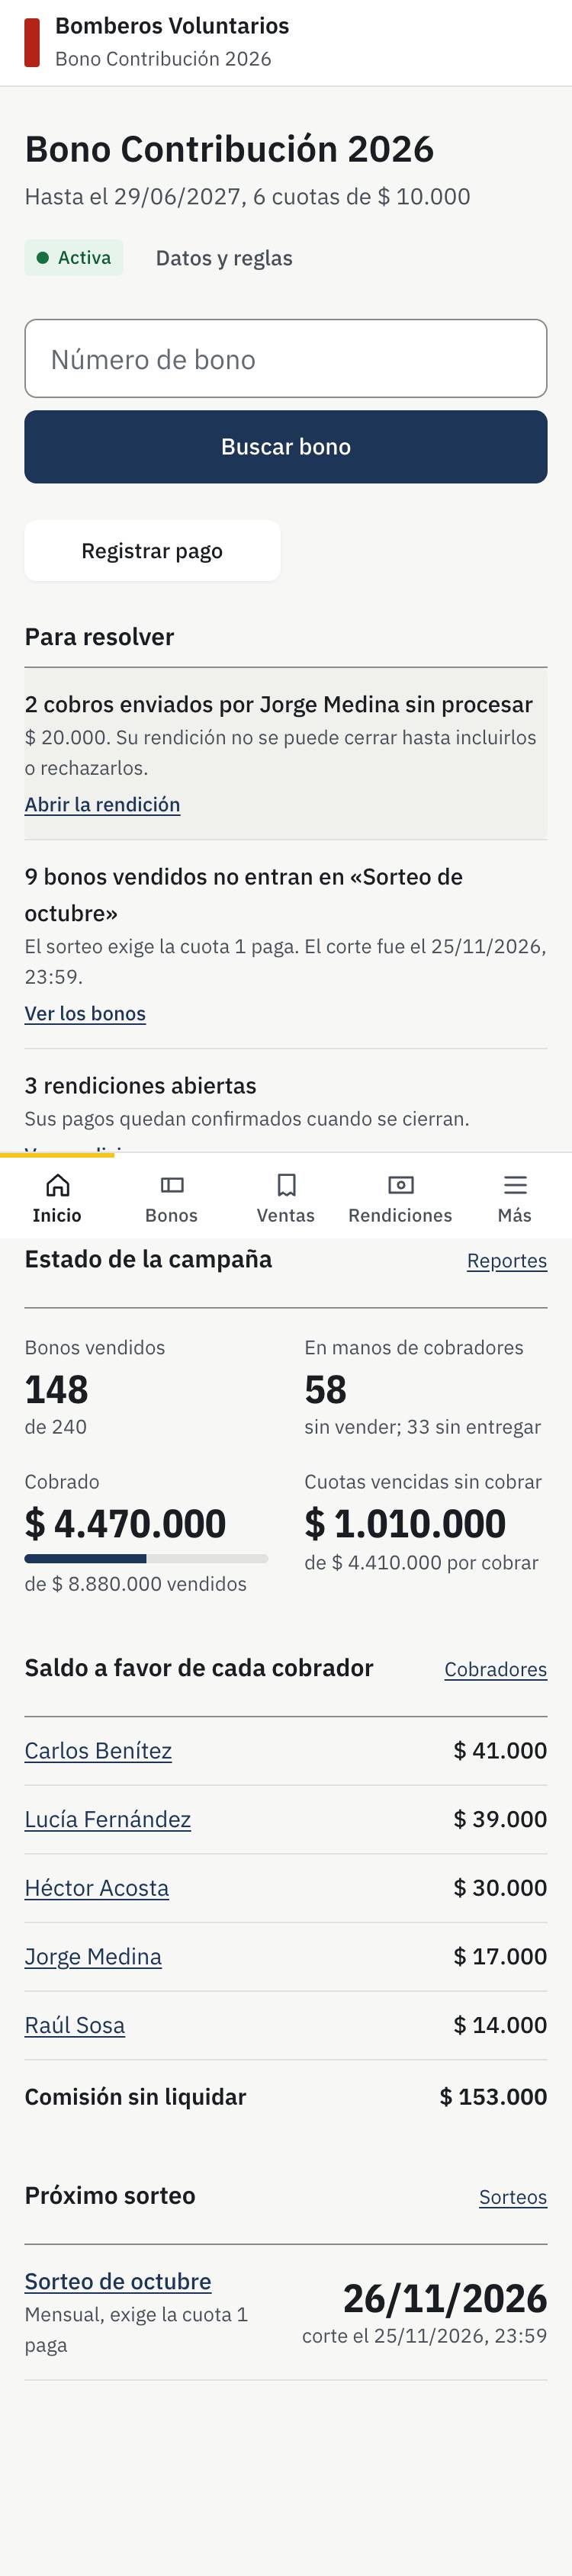 Bomberos Voluntarios
Bono Contribución 2026
Bono Contribución 2026
Hasta el 29/06/2027, 6 cuotas de $ 10.000
Activa
Datos y reglas
Número de bono
Buscar bono
Registrar pago
Para resolver
2 cobros enviados por Jorge Medina sin procesar
$ 20.000. Su rendición no se puede cerrar hasta incluirlos
o rechazarlos.
Abrir la rendición
9 bonos vendidos no entran en «Sorteo de
octubre»
El sorteo exige la cuota 1 paga. El corte fue el 25/11/2026,
23:59.
Ver los bonos
3 rendiciones abiertas
Sus pagos quedan confirmados cuando se cierran.
Inicio
Bonos
Ventas
Rendiciones
Más
Estado de la campaña
Reportes
Bonos vendidos
148
de 240
En manos de cobradores
58
sin vender; 33 sin entregar
Cobrado
$ 4.470.000
de $ 8.880.000 vendidos
Cuotas vencidas sin cobrar
$ 1.010.000
de $ 4.410.000 por cobrar
Saldo a favor de cada cobrador
Cobradores
Carlos Benítez $ 41.000
Lucía Fernández $ 39.000
Héctor Acosta $ 30.000
Jorge Medina $ 17.000
Raúl Sosa $ 14.000
Comisión sin liquidar $ 153.000
Próximo sorteo
Sorteos
Sorteo de octubre
Mensual, exige la cuota 1
paga
26/11/2026
corte el 25/11/2026, 23:59